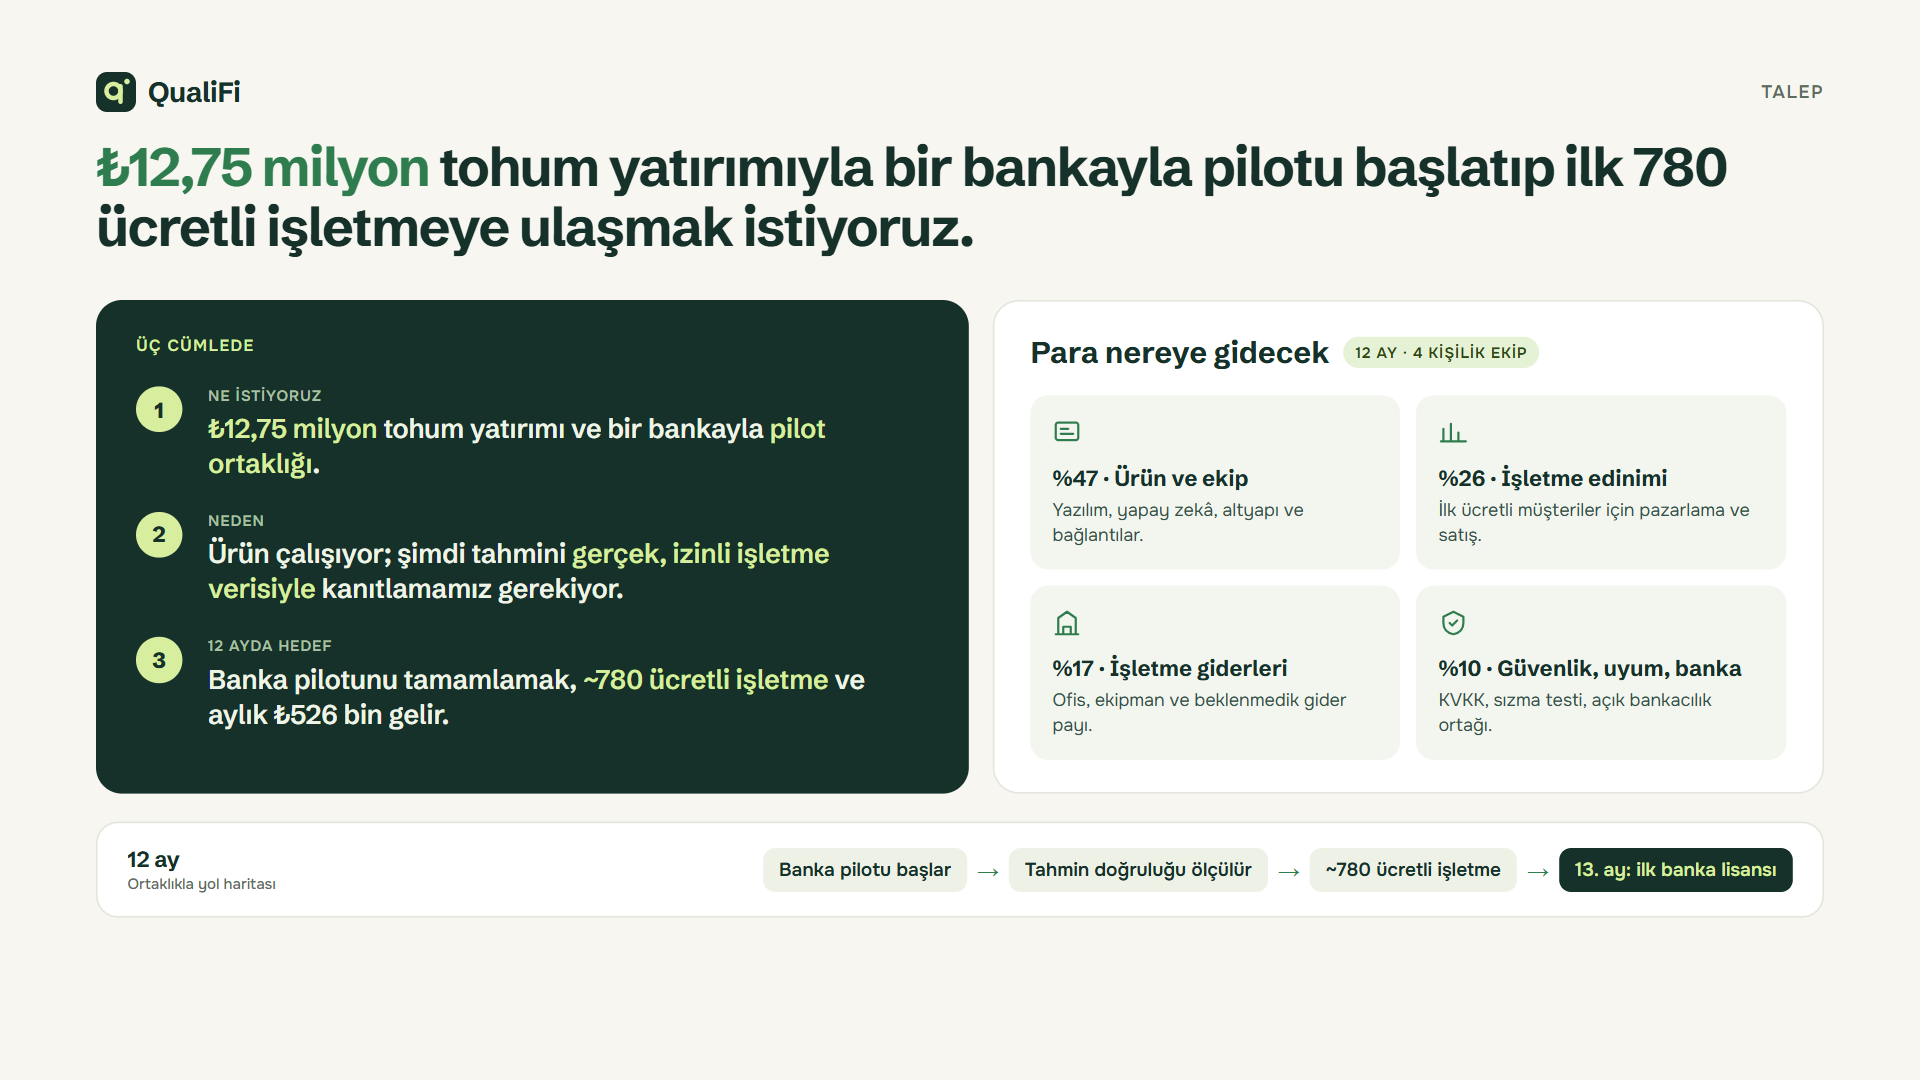 QualiFi
TALEP
₺12,75 milyon tohum yatırımıyla bir bankayla pilotu başlatıp ilk 780
ücretli işletmeye ulaşmak istiyoruz.
ÜÇ CÜMLEDE
1
NE İSTİYORUZ
₺12,75 milyon tohum yatırımı ve bir bankayla pilot
ortaklığı.
2
NEDEN
Ürün çalışıyor; şimdi tahmini gerçek, izinli işletme
verisiyle kanıtlamamız gerekiyor.
3
12 AYDA HEDEF
Banka pilotunu tamamlamak, ~780 ücretli işletme ve
aylık ₺526 bin gelir.
Para nereye gidecek
12 AY · 4 KİŞİLİK EKİP
%47 · Ürün ve ekip
Yazılım, yapay zekâ, altyapı ve
bağlantılar.
%26 · İşletme edinimi
İlk ücretli müşteriler için pazarlama ve
satış.
%17 · İşletme giderleri
Ofis, ekipman ve beklenmedik gider
payı.
%10 · Güvenlik, uyum, banka
KVKK, sızma testi, açık bankacılık
ortağı.
12 ay
Ortaklıkla yol haritası
Banka pilotu başlar → Tahmin doğruluğu ölçülür → ~780 ücretli işletme → 13. ay: ilk banka lisansı